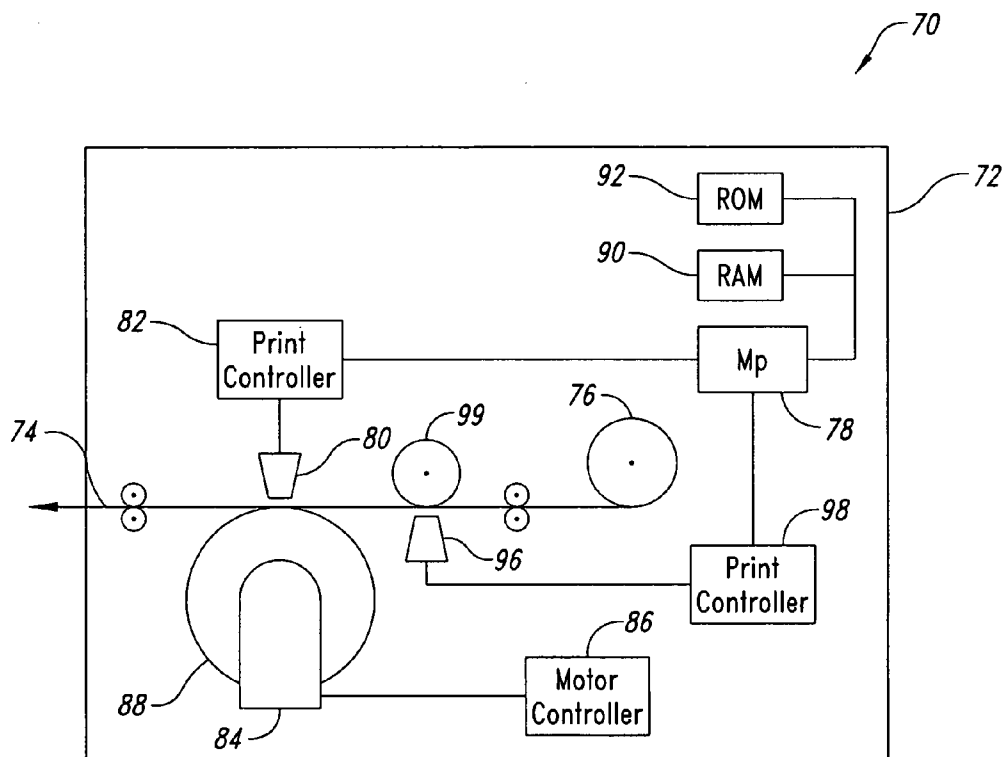 70
92
ROM
72
90
RAM
82
Print
Controller
Mp
76
99
78
74
80
98
96
Print
Controller
86
Motor
Controller
88
84